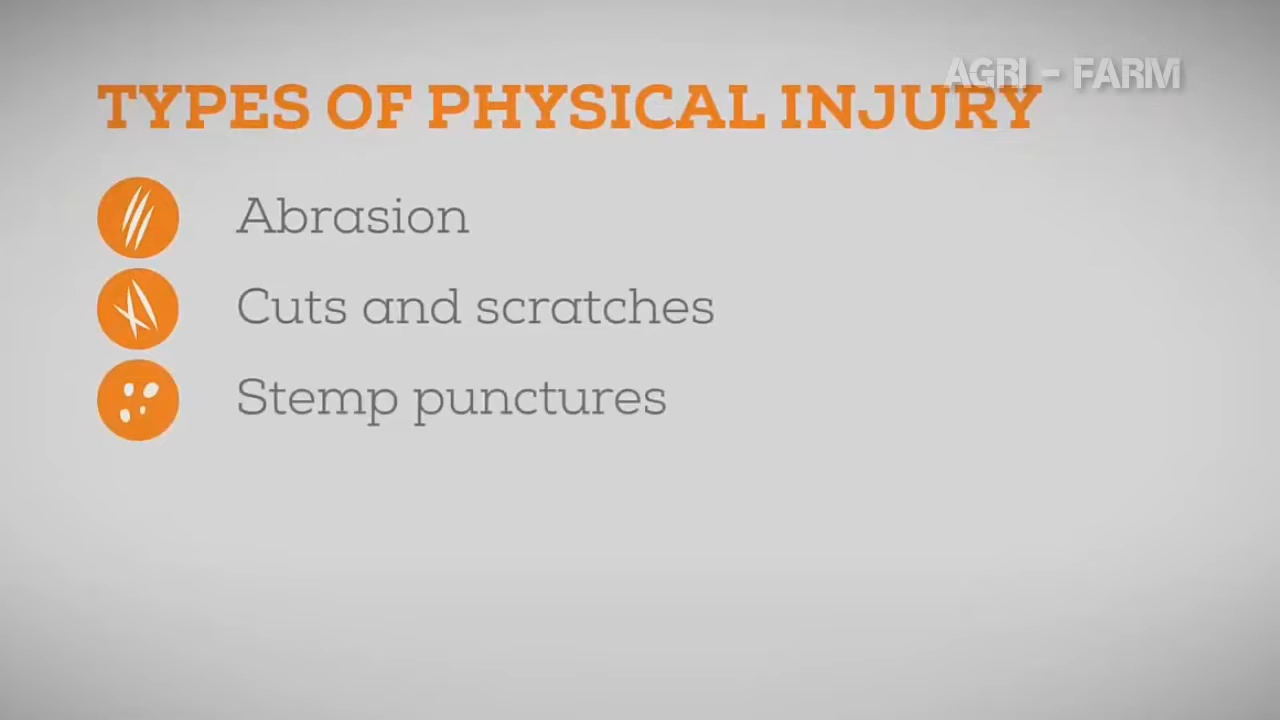 AGRI - FARM
TYPES OF PHYSICAL INJURY
Abrasion
Cuts and scratches
Stemp punctures